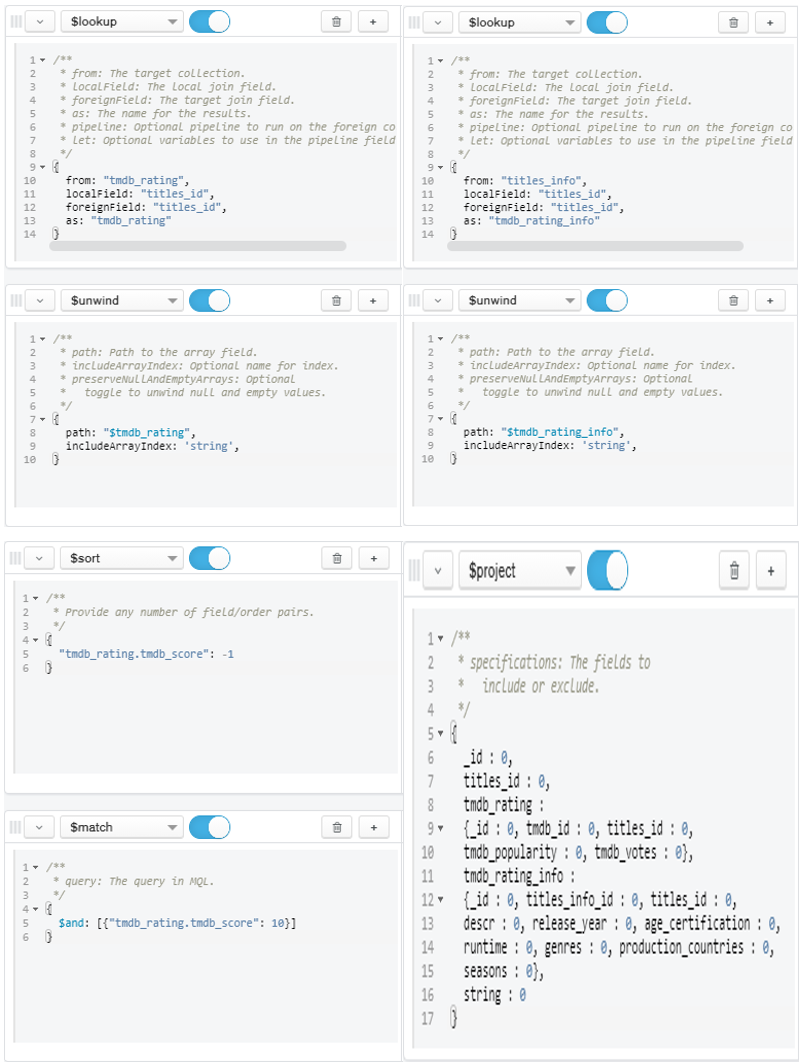 $lookup
+
1 /**
2 * from: The target collection.
3 * localField: The local join field.
4 * foreignField: The target join field.
5 * as: The name for the results.
6 * pipeline: Optional pipeline to run on the foreign co
7 * let: Optional variables to use in the pipeline field
8 */
9 {
10 from: "tmdb_rating",
11 localField: "titles_id",
12 foreignField: "titles_id",
13 as: "tmdb_rating"
14 }
$lookup
+
1 /**
2 * from: The target collection.
3 * localField: The local join field.
4 * foreignField: The target join field.
5 * as: The name for the results.
6 * pipeline: Optional pipeline to run on the foreign co
7 * let: Optional variables to use in the pipeline field
8 */
9 {
10 from: "titles_info",
11 localField: "titles_id",
12 foreignField: "titles_id",
13 as: "tmdb_rating_info"
14 }
$unwind
+
1 /**
2 * path: Path to the array field.
3 * includeArrayIndex: Optional name for index.
4 * preserveNullAndEmptyArrays: Optional
5 toggle to unwind null and empty values.
6 */
7 {
8 path: "$tmdb_rating",
9 includeArrayIndex: 'string',
10 }
$unwind
+
1 /**
2 * path: Path to the array field.
3 * includeArrayIndex: Optional name for index.
4 * preserveNullAndEmptyArrays: Optional
5 * toggle to unwind null and empty values.
6 */
7 {
8 path: "$tmdb_rating_info",
9 includeArrayIndex: 'string',
10 }
$sort
+
1 /**
2 * Provide any number of field/order pairs.
3 */
4 {
5 "tmdb_rating.tmdb_score": -1
6 }
$match
+
1 /**
2 * query: The query in MQL.
3 */
4 {
5 $and: [{"tmdb_rating.tmdb_score": 10}]
6 }
$project
+
1 /**
2 * specifications: The fields to
3 * include or exclude.
4 */
5 {
6 _id : 0,
7 titles_id : 0,
8 tmdb_rating :
9 {_id : 0, tmdb_id : 0, titles_id : 0,
10 tmdb_popularity : 0, tmdb_votes : 0},
11 tmdb_rating_info :
12 {_id : 0, titles_info_id : 0, titles_id : 0,
13 descr : 0, release_year : 0, age_certification : 0,
14 runtime : 0, genres : 0, production_countries : 0,
15 seasons : 0},
16 string : 0
17 }